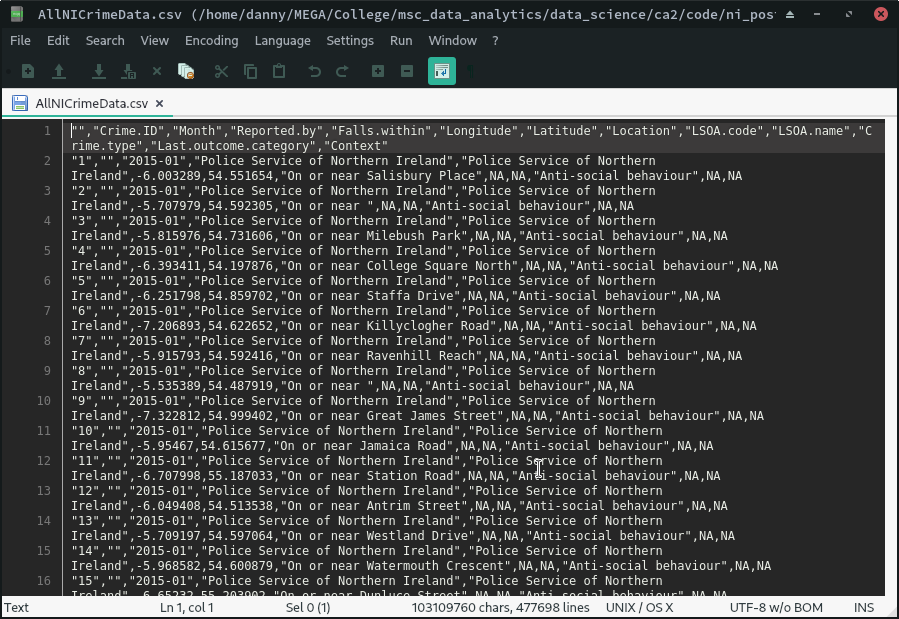 AllNICrimeData.csv (/home/danny/MEGA/College/msc_data_analytics/data_science/ca2/code/ni_pos
File Edit Search View Encoding Language Settings Run Window ?
AllNICrimeData.csv ×
1 "","Crime.ID","Month","Reported.by","Falls.within","Longitude","Latitude","Location","LSOA.code","LSOA.name","C
rime.type","Last.outcome.category","Context"
2 "1","","2015-01","Police Service of Northern Ireland","Police Service of Northern
Ireland",-6.003289,54.551654,"On or near Salisbury Place",NA,NA,"Anti-social behaviour",NA,NA
3 "2","","2015-01","Police Service of Northern Ireland","Police Service of Northern
Ireland",-5.707979,54.592305,"On or near ",NA,NA,"Anti-social behaviour",NA,NA
4 "3","","2015-01","Police Service of Northern Ireland","Police Service of Northern
Ireland",-5.815976,54.731606,"On or near Milebush Park",NA,NA,"Anti-social behaviour",NA,NA
5 "4","","2015-01","Police Service of Northern Ireland","Police Service of Northern
Ireland",-6.393411,54.197876,"On or near College Square North",NA,NA,"Anti-social behaviour",NA,NA
6 "5","","2015-01","Police Service of Northern Ireland","Police Service of Northern
Ireland",-6.251798,54.859702,"On or near Staffa Drive",NA,NA,"Anti-social behaviour",NA,NA
7 "6","","2015-01","Police Service of Northern Ireland","Police Service of Northern
Ireland",-7.206893,54.622652,"On or near Killyclogher Road",NA,NA,"Anti-social behaviour",NA,NA
8 "7","","2015-01","Police Service of Northern Ireland","Police Service of Northern
Ireland",-5.915793,54.592416,"On or near Ravenhill Reach",NA,NA,"Anti-social behaviour",NA,NA
9 "8","","2015-01","Police Service of Northern Ireland","Police Service of Northern
Ireland",-5.535389,54.487919,"On or near ",NA,NA,"Anti-social behaviour",NA,NA
10 "9","","2015-01","Police Service of Northern Ireland","Police Service of Northern
Ireland",-7.322812,54.999402,"On or near Great James Street",NA,NA,"Anti-social behaviour",NA,NA
11 "10","","2015-01","Police Service of Northern Ireland","Police Service of Northern
Ireland",-5.95467,54.615677,"On or near Jamaica Road",NA,NA,"Anti-social behaviour",NA,NA
12 "11","","2015-01","Police Service of Northern Ireland","Police Service of Northern
Ireland",-6.707998,55.187033,"On or near Station Road",NA,NA,"Anti-social behaviour",NA,NA
13 "12","","2015-01","Police Service of Northern Ireland","Police Service of Northern
Ireland",-6.049408,54.513538,"On or near Antrim Street",NA,NA,"Anti-social behaviour",NA,NA
14 "13","","2015-01","Police Service of Northern Ireland","Police Service of Northern
Ireland",-5.709197,54.597064,"On or near Westland Drive",NA,NA,"Anti-social behaviour",NA,NA
15 "14","","2015-01","Police Service of Northern Ireland","Police Service of Northern
Ireland",-5.968582,54.600879,"On or near Watermouth Crescent",NA,NA,"Anti-social behaviour",NA,NA
16 "15","","2015-01","Police Service of Northern Ireland","Police Service of Northern
Ireland",-6.65232,55.203902,"On or near Dunluce Street",NA,NA,"Anti-social behaviour",NA,NA
Text Ln 1, col 1 Sel 0 (1) 103109760 chars, 477698 lines UNIX / OS X UTF-8 w/o BOM INS